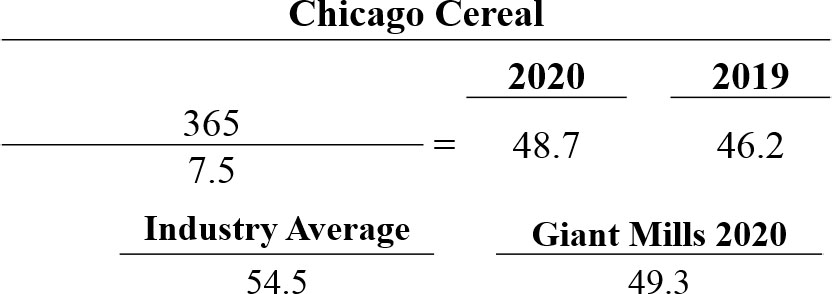 Chicago Cereal
2020 2019
365
7.5
= 48.7 46.2
Industry Average Giant Mills 2020
54.5 49.3